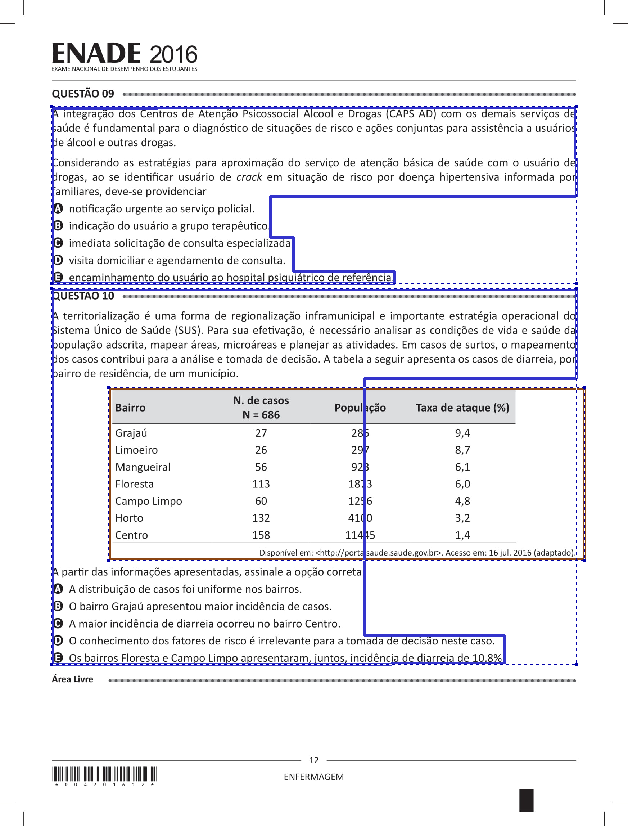 ENADE 2016
EXAME NACIONAL DE DESEMPENHO DOS ESTUDANTES
QUESTÃO 09
A integração dos Centros de Atenção Psicossocial Álcool e Drogas (CAPS AD) com os demais serviços de
saúde é fundamental para o diagnóstico de situações de risco e ações conjuntas para assistência a usuários
de álcool e outras drogas.
Considerando as estratégias para aproximação do serviço de atenção básica de saúde com o usuário de
drogas, ao se identificar usuário de crack em situação de risco por doença hipertensiva informada por
familiares, deve-se providenciar
A notificação urgente ao serviço policial.
B indicação do usuário a grupo terapêutico.
C imediata solicitação de consulta especializada.
D visita domiciliar e agendamento de consulta.
E encaminhamento do usuário ao hospital psiquiátrico de referência.
QUESTÃO 10
A territorialização é uma forma de regionalização inframunicipal e importante estratégia operacional do
Sistema Único de Saúde (SUS). Para sua efetivação, é necessário analisar as condições de vida e saúde da
população adscrita, mapear áreas, microáreas e planejar as atividades. Em casos de surtos, o mapeamento
dos casos contribui para a análise e tomada de decisão. A tabela a seguir apresenta os casos de diarreia, por
bairro de residência, de um município.
Bairro N. de casos N = 686 População Taxa de ataque (%)
Grajaú 27 286 9,4
Limoeiro 26 297 8,7
Mangueiral 56 923 6,1
Floresta 113 1873 6,0
Campo Limpo 60 1256 4,8
Horto 132 4100 3,2
Centro 158 11445 1,4
Disponível em: <http://portalsaude.saude.gov.br>. Acesso em: 16 jul. 2016 (adaptado).
A partir das informações apresentadas, assinale a opção correta.
A A distribuição de casos foi uniforme nos bairros.
B O bairro Grajaú apresentou maior incidência de casos.
C A maior incidência de diarreia ocorreu no bairro Centro.
D O conhecimento dos fatores de risco é irrelevante para a tomada de decisão neste caso.
E Os bairros Floresta e Campo Limpo apresentaram, juntos, incidência de diarreia de 10,8%.
Área Livre
12
ENFERMAGEM